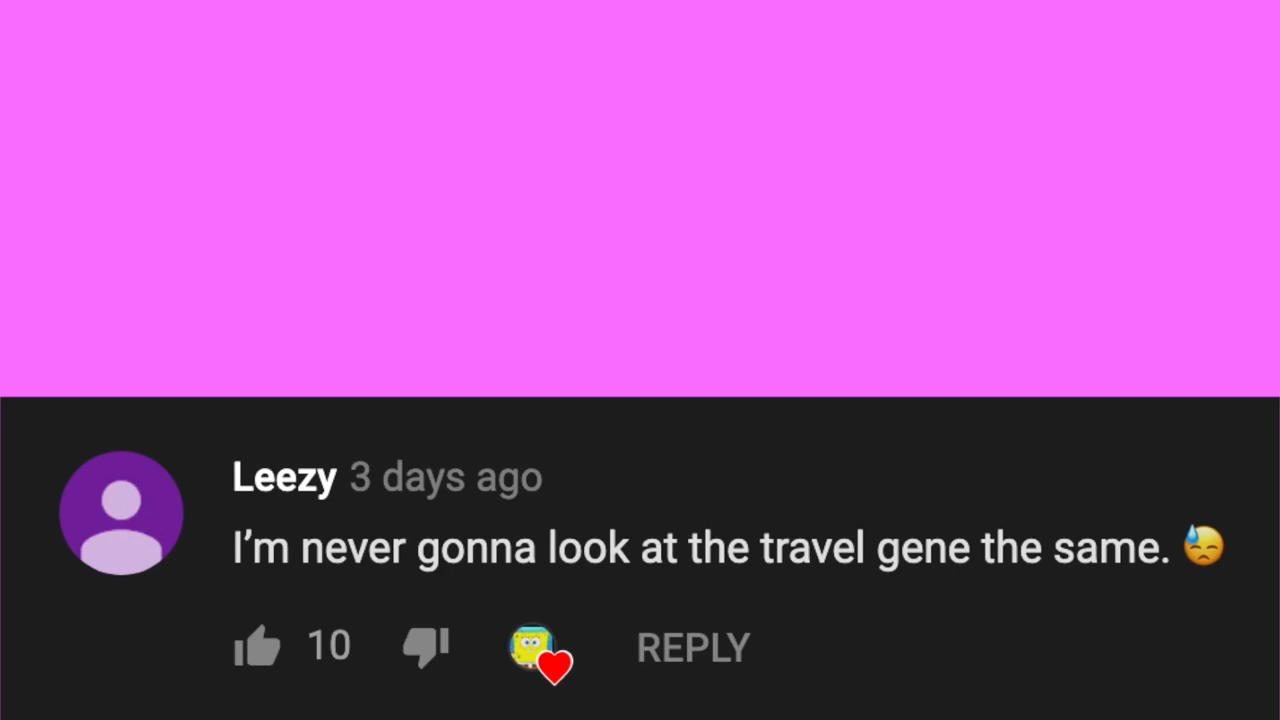 Leezy 3 days ago
I’m never gonna look at the travel gene the same. 😓
10 REPLY